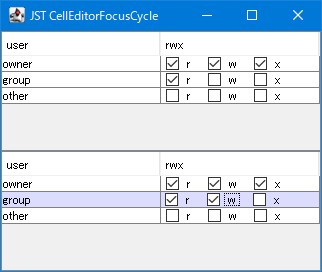 JST CellEditorFocusCycle
user rwx
owner r w x
group r w x
other r w x
user rwx
owner r w x
group r w x
other r w x